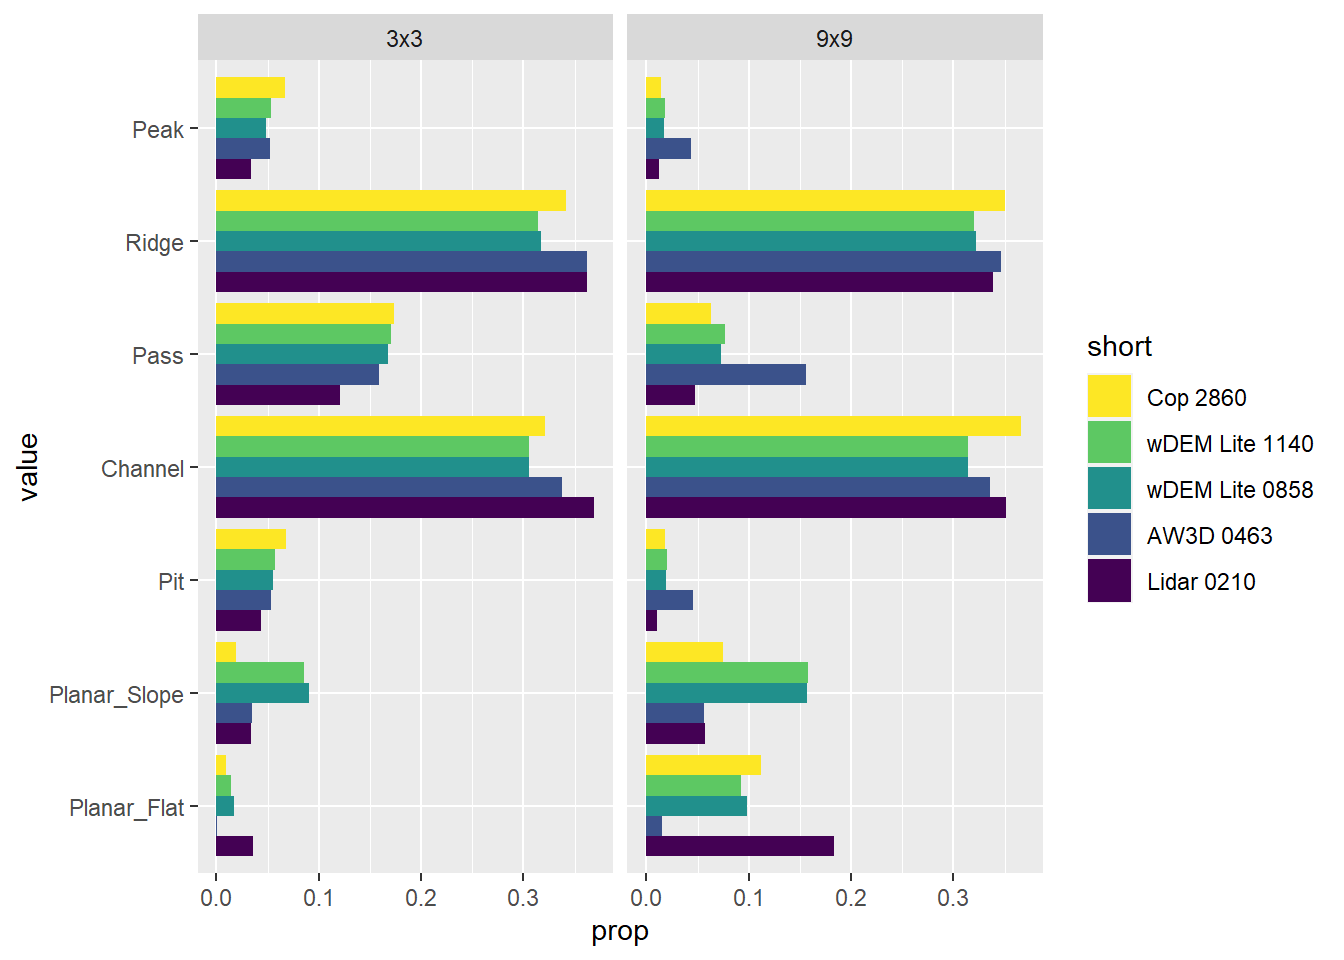 3x3
9x9
Peak
Ridge
Pass
Channel
Pit
Planar_Slope
Planar_Flat
value
0.0 0.1 0.2 0.3
0.0 0.1 0.2 0.3
prop
short
Cop 2860
wDEM Lite 1140
wDEM Lite 0858
AW3D 0463
Lidar 0210